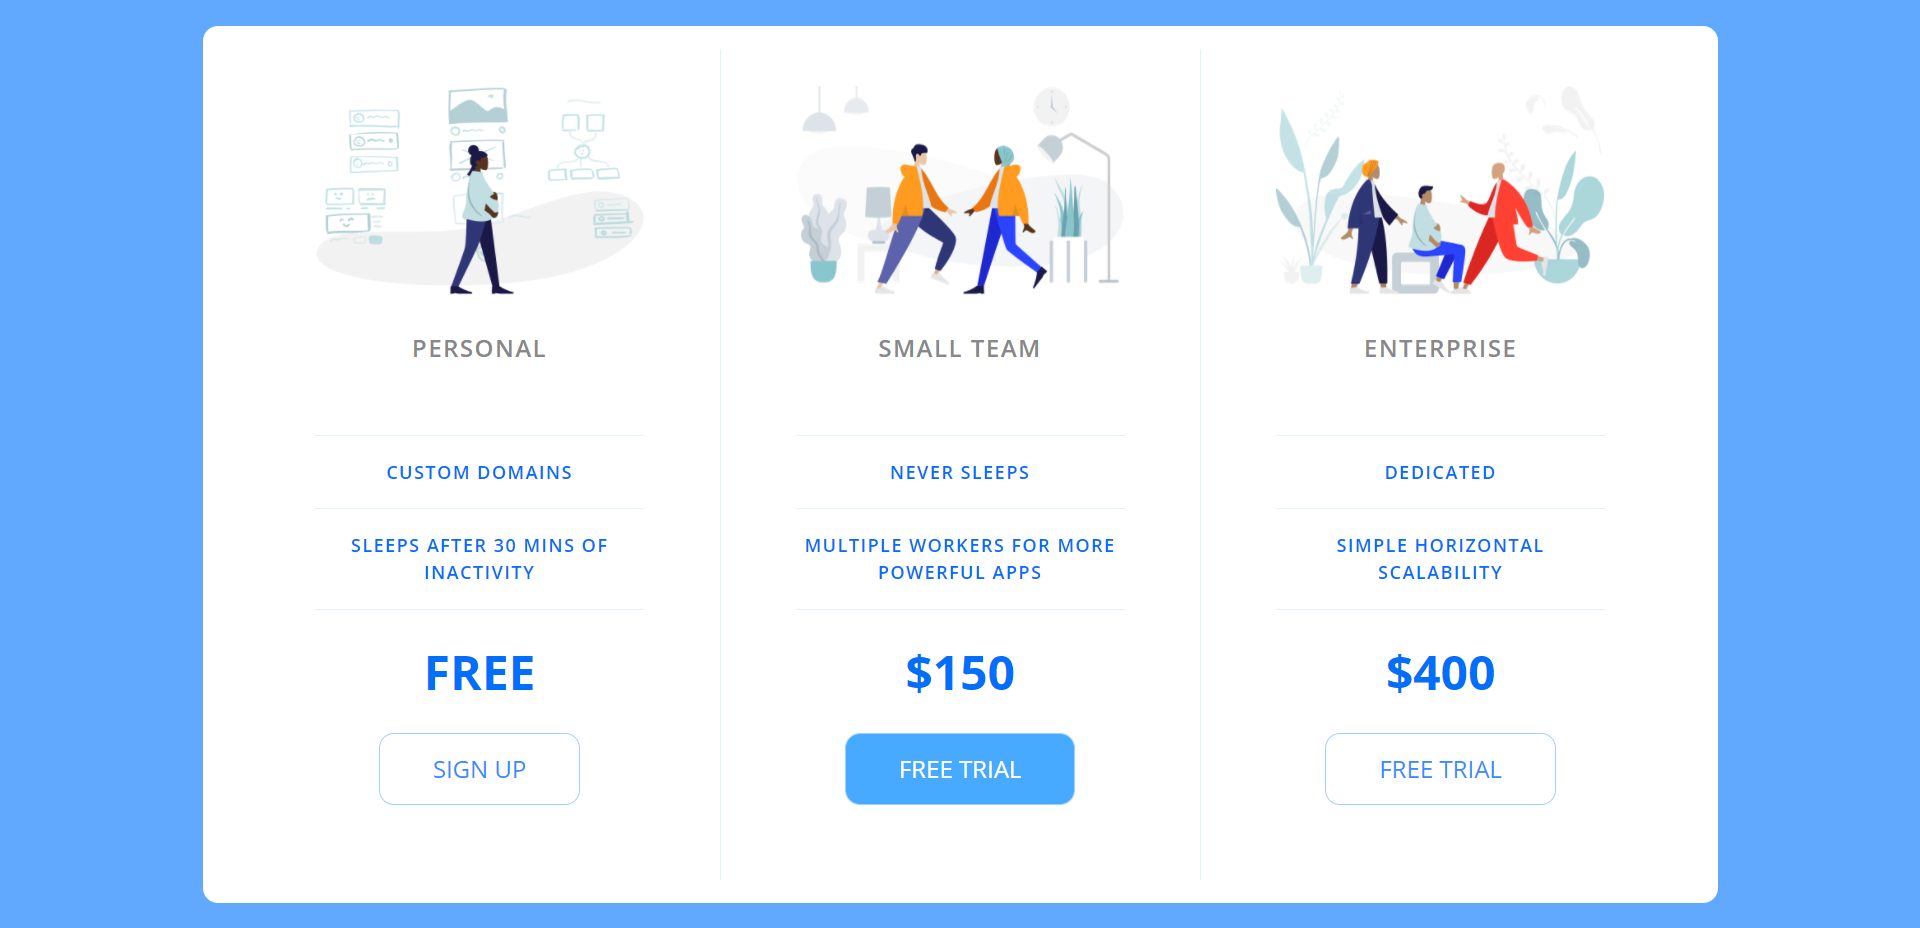 PERSONAL
CUSTOM DOMAINS
SLEEPS AFTER 30 MINS OF
INACTIVITY
FREE
SIGN UP
SMALL TEAM
NEVER SLEEPS
MULTIPLE WORKERS FOR MORE
POWERFUL APPS
$150
FREE TRIAL
ENTERPRISE
DEDICATED
SIMPLE HORIZONTAL
SCALABILITY
$400
FREE TRIAL